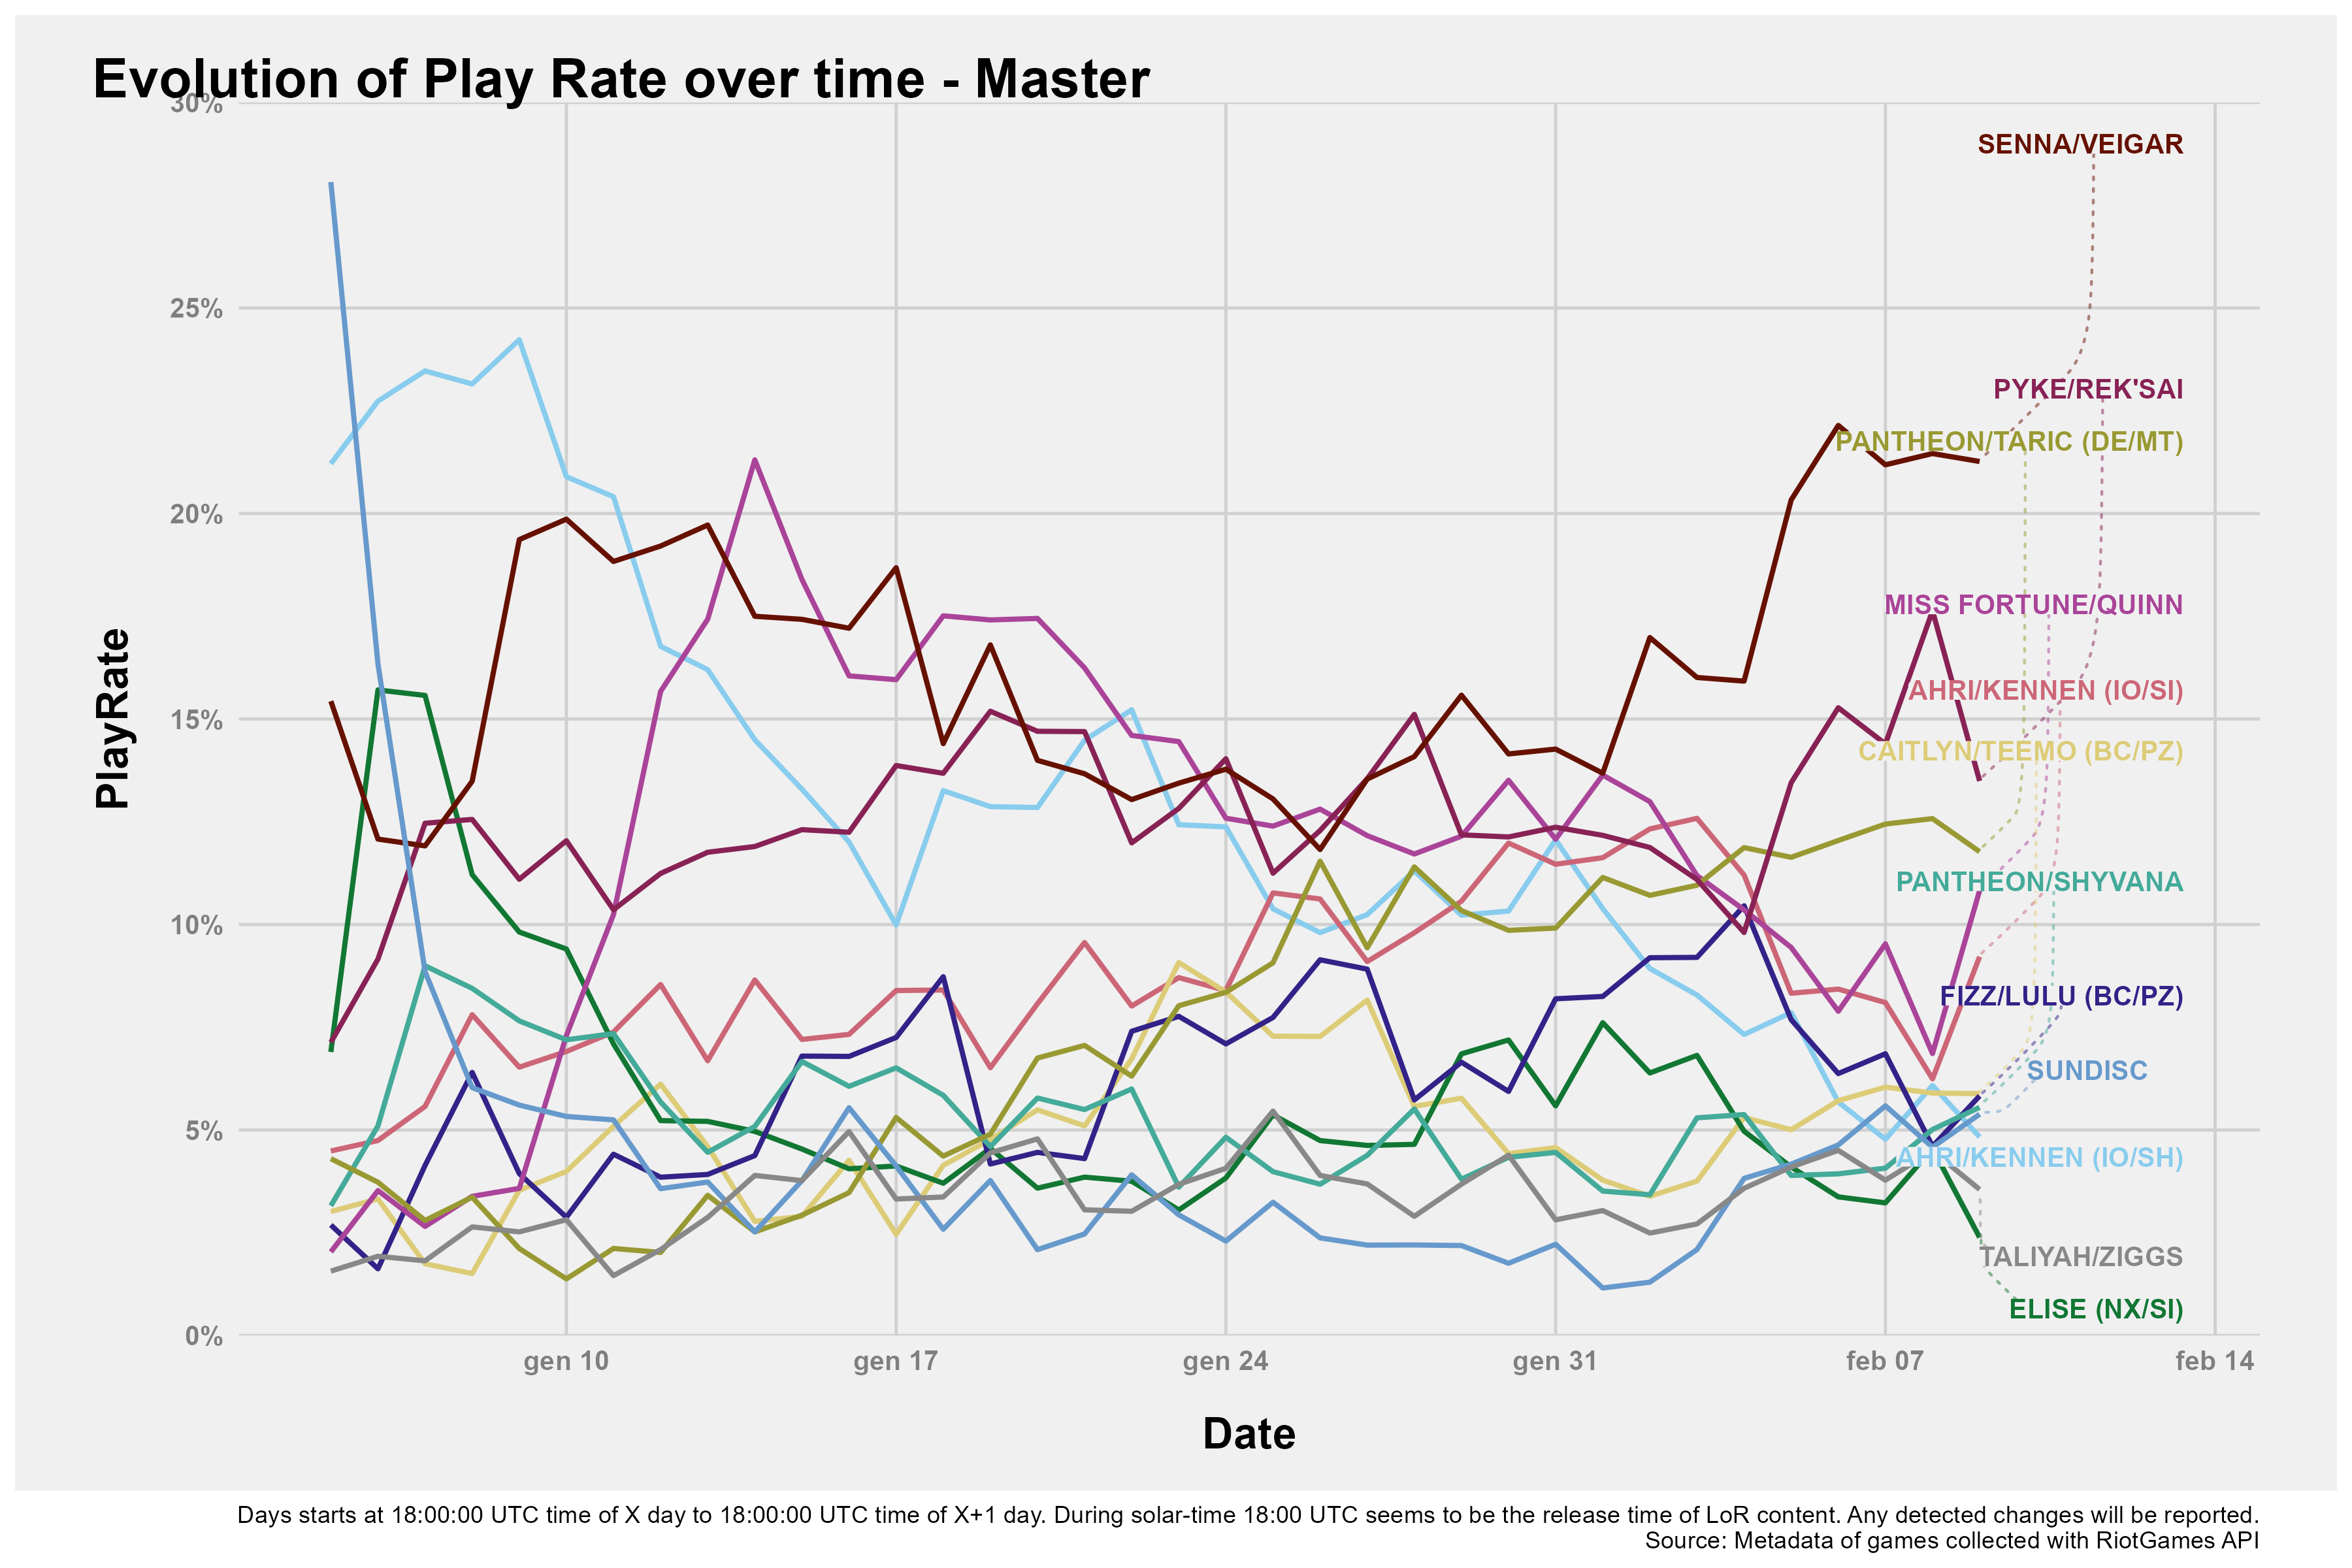 Evolution of Play Rate over time - Master
30%
SENNA/VEIGAR
25%
PYKE/REK'SAI
PANTHEON/TARIC (DE/MT)
20%
MISS FORTUNE/QUINN
AHRI/KENNEN (IO/SI)
15%
CAITLYN/TEEMO (BC/PZ)
PlayRate
PANTHEON/SHYVANA
10%
FIZZ/LULU (BC/PZ)
SUNDISC
5%
AHRI/KENNEN (IO/SH)
TALIYAH/ZIGGS
ELISE (NX/SI)
0%
gen 10 gen 17 gen 24 gen 31 feb 07 feb 14
Date
Days starts at 18:00:00 UTC time of X day to 18:00:00 UTC time of X+1 day. During solar-time 18:00 UTC seems to be the release time of LoR content. Any detected changes will be reported.
Source: Metadata of games collected with RiotGames API